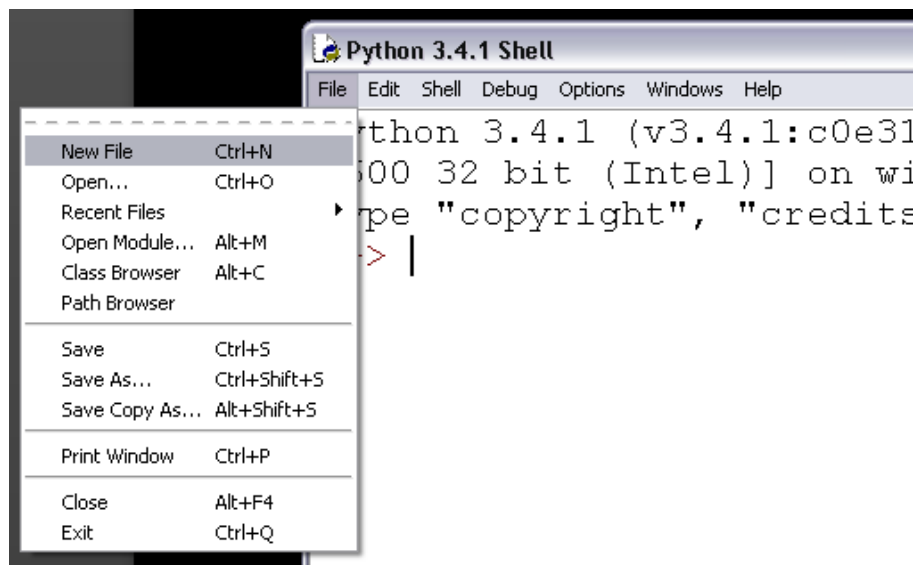 Python 3.4.1 Shell
File Edit Shell Debug Options Windows Help
thon 3.4.1 (v3.4.1:c0e31
500 32 bit (Intel)] on wi
pe "copyright", "credits
>
New File Ctrl+N
Open... Ctrl+O
Recent Files
Open Module... Alt+M
Class Browser Alt+C
Path Browser
Save Ctrl+S
Save As... Ctrl+Shift+S
Save Copy As... Alt+Shift+S
Print Window Ctrl+P
Close Alt+F4
Exit Ctrl+Q